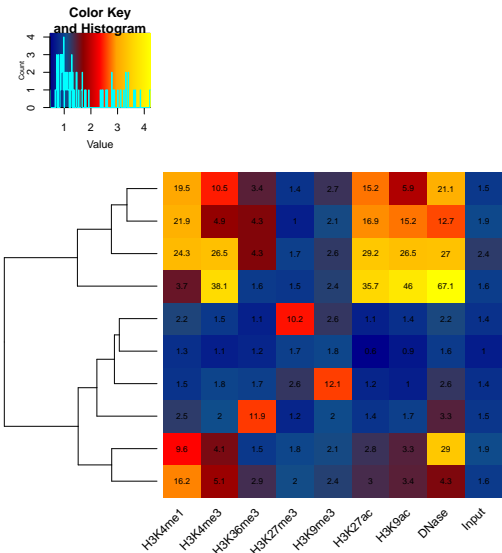 Color Key
and Histogram
Count
0 1 2 3 4
1 2 3 4
Value
19.5 10.5 3.4 1.4 2.7 15.2 5.9 21.1 1.5
21.9 4.9 4.3 1 2.1 16.9 15.2 12.7 1.9
24.3 26.5 4.3 1.7 2.6 29.2 26.5 27 2.4
3.7 38.1 1.6 1.5 2.4 35.7 46 67.1 1.6
2.2 1.5 1.1 10.2 2.6 1.1 1.4 2.2 1.4
1.3 1.1 1.2 1.7 1.8 0.9 1.6 1
1.5 1.6 1.7 2.6 12.1 1.2 1 2.6 1.4
2.5 2 11.9 1.2 2 1.4 1.7 3.3 1.5
9.6 4.1 1.5 1.8 2.1 2.8 3.3 29 1.9
16.2 5.1 2.9 2 2.4 3 3.4 4.3 1.6
H3K4me1 H3K4me3 H3K36me3 H3K27me3 H3K9me3 H3K27ac H3K9ac DNase Input